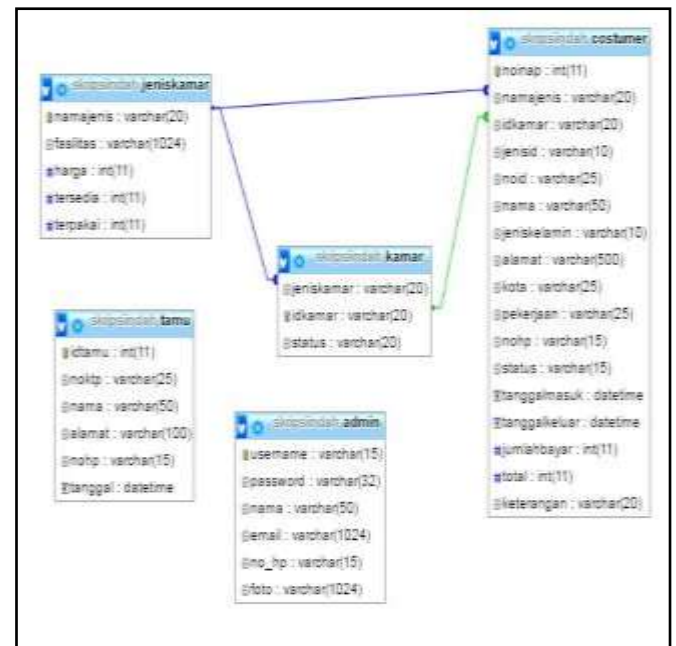 jeniskamar
namajenis : varchar(20)
fasilitas : varchar(1024)
harga : int(11)
tersedia : int(11)
terpakai : int(11)
costumer
noinap : int(11)
namajenis : varchar(20)
idkamar : varchar(20)
jenisid : varchar(10)
noid : varchar(25)
nama : varchar(50)
jeniskelamin : varchar(10)
alamat : varchar(500)
kota : varchar(25)
pekerjaan : varchar(25)
nohp : varchar(15)
status : varchar(15)
tanggalmasuk : datetime
tanggalkeluar : datetime
jumlahbayar : int(11)
total : int(11)
keterangan : varchar(20)
kamar
jeniskamar : varchar(20)
idkamar : varchar(20)
status : varchar(20)
tamu
idtamu : int(11)
noktp : varchar(25)
nama : varchar(50)
alamat : varchar(100)
nohp : varchar(15)
tanggal : datetime
admin
username : varchar(15)
password : varchar(32)
nama : varchar(50)
email : varchar(1024)
no_hp : varchar(15)
foto : varchar(1024)